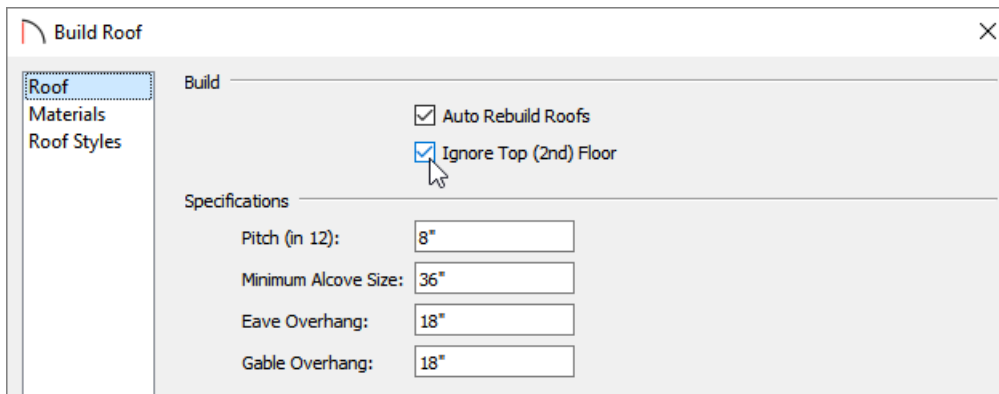 Build Roof
Roof
Materials
Roof Styles
Build
Auto Rebuild Roofs
Ignore Top (2nd) Floor
Specifications
Pitch (in 12): 8"
Minimum Alcove Size: 36"
Eave Overhang: 18"
Gable Overhang: 18"